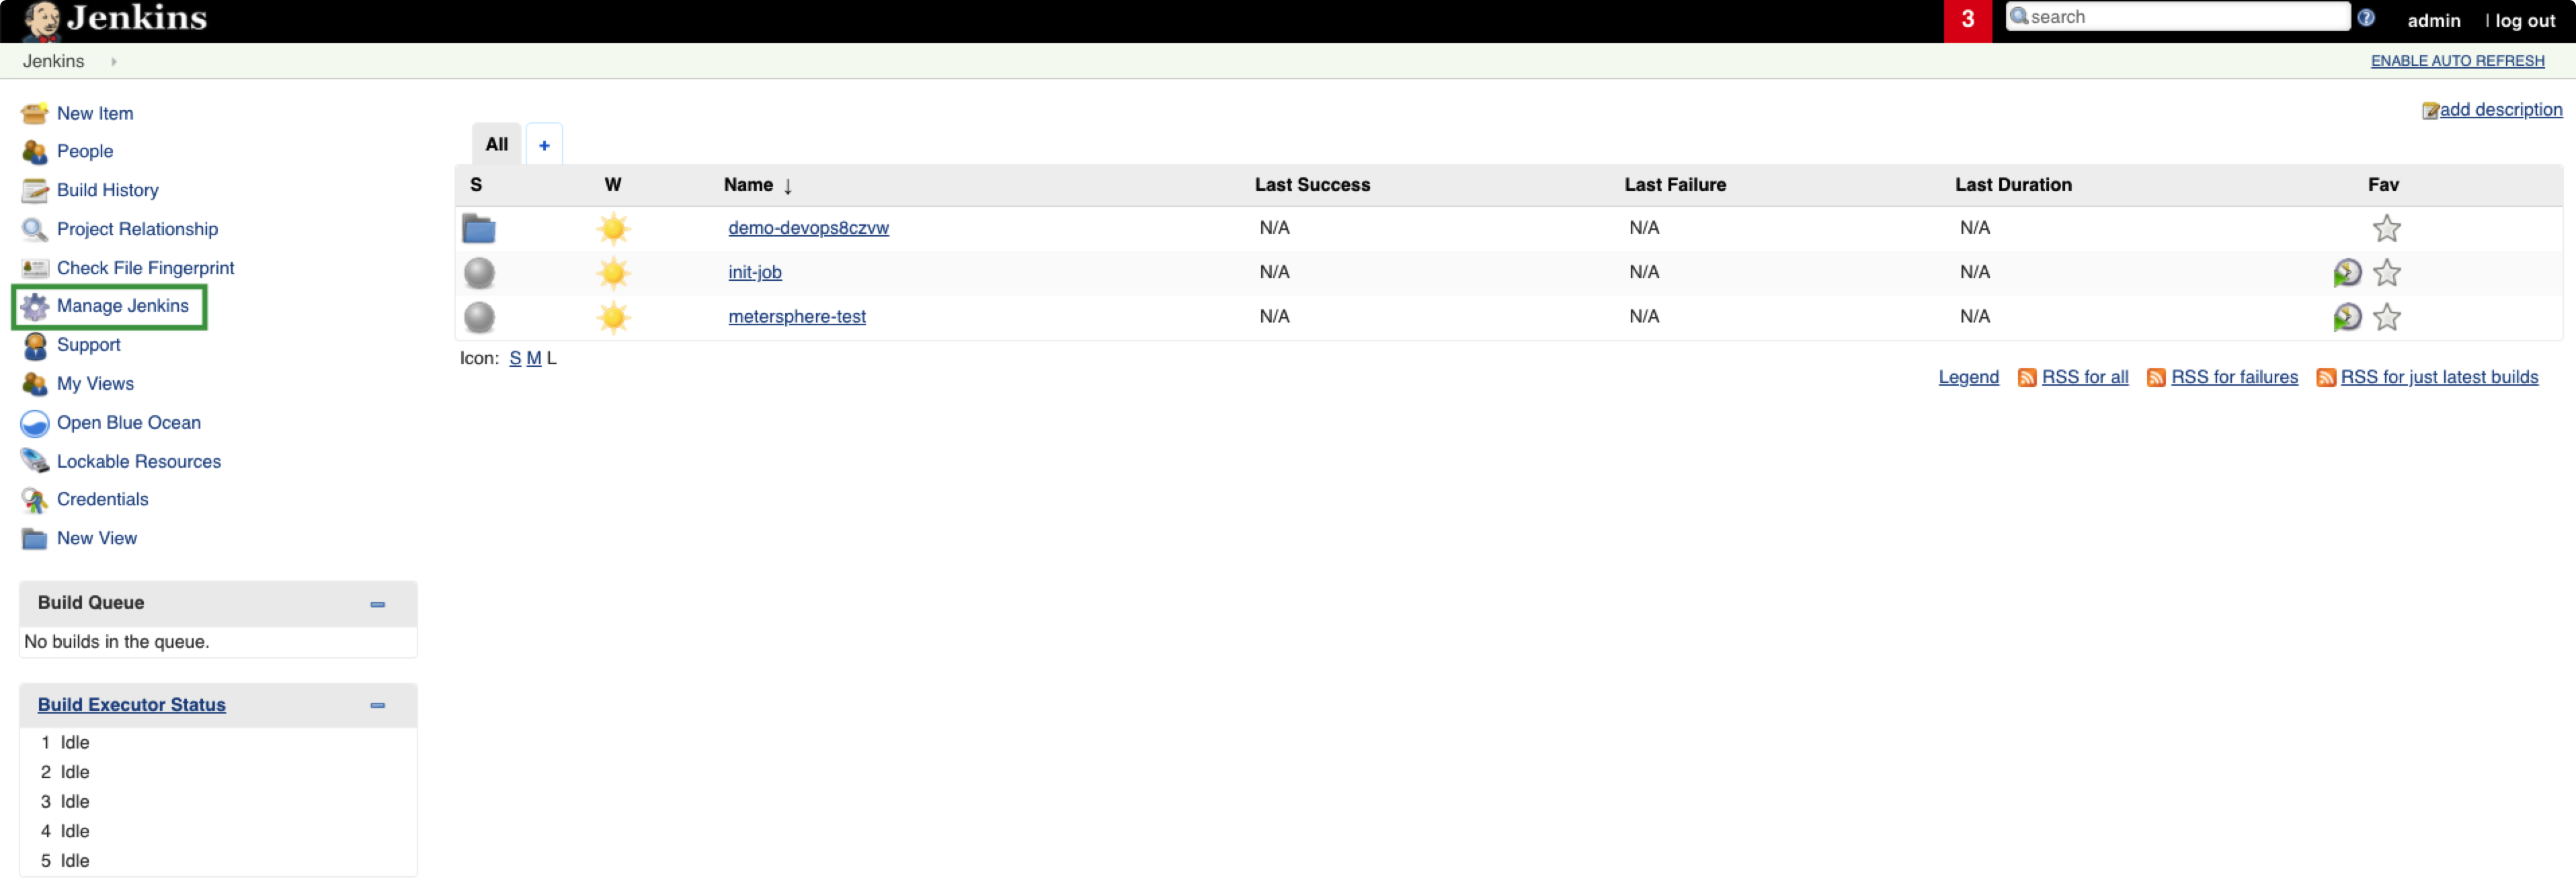 Jenkins
3
search
admin
| log out
Jenkins
ENABLE AUTO REFRESH
New Item
People
Build History
Project Relationship
Check File Fingerprint
Manage Jenkins
Support
My Views
Open Blue Ocean
Lockable Resources
Credentials
New View
Build Queue
No builds in the queue.
Build Executor Status
1 Idle
2 Idle
3 Idle
4 Idle
5 Idle
add description
All +
S W Name ↓ Last Success Last Failure Last Duration Fav
demo-devops8czvw N/A N/A N/A
init-job N/A N/A N/A
metersphere-test N/A N/A N/A
Icon: S M L
Legend RSS for all RSS for failures RSS for just latest builds